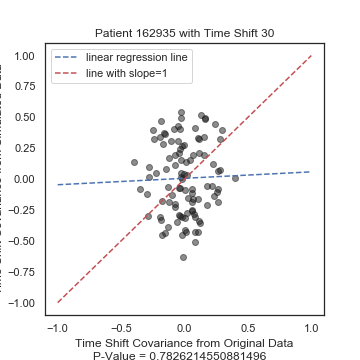 Patient 162935 with Time Shift 30
linear regression line
line with slope=1
1.00
0.75
0.50
0.25
0.00
−0.25
−0.50
−0.75
−1.00
−1.0 −0.5 0.0 0.5 1.0
Time Shift Covariance from Original Data
P-Value = 0.7826214550881496